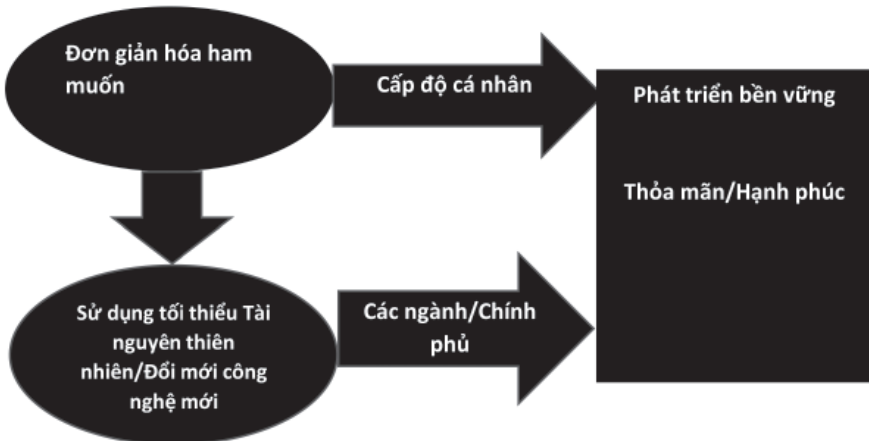 Đơn giản hóa ham
muốn
Cấp độ cá nhân
Phát triển bền vững
Thỏa mãn/Hạnh phúc
Sử dụng tối thiểu Tài
nguyên thiên
nhiên/Đổi mới công
nghệ mới
Các ngành/Chính
phủ